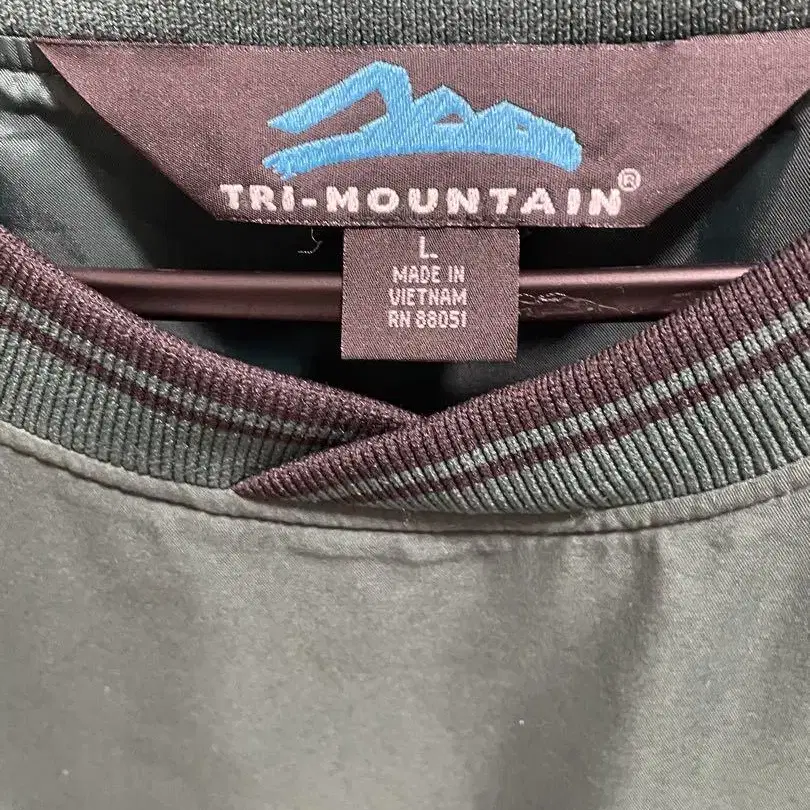 TRI-MOUNTAIN®
L
MADE IN
VIETNAM
RN 88051